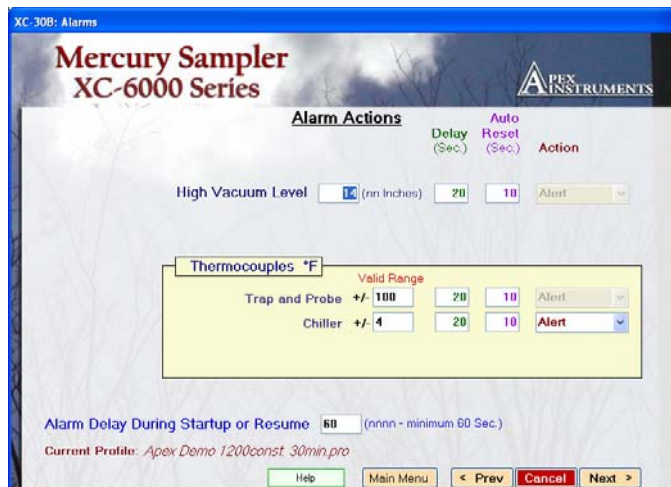 XC-30B: Alarms
Mercury Sampler
XC-6000 Series
APEX INSTRUMENTS
Alarm Actions
Delay (Sec.)
Auto Reset (Sec.)
Action
High Vacuum Level 14 (nn Inches) 20 10 Alert
Thermocouples °F
Valid Range
Trap and Probe +/- 100 20 10 Alert
Chiller +/- 4 20 10 Alert
Alarm Delay During Startup or Resume 60 (nnnn - minimum 60 Sec.)
Current Profile: Apex Demo 1200const 30min.pro
Help Main Menu < Prev Cancel Next >